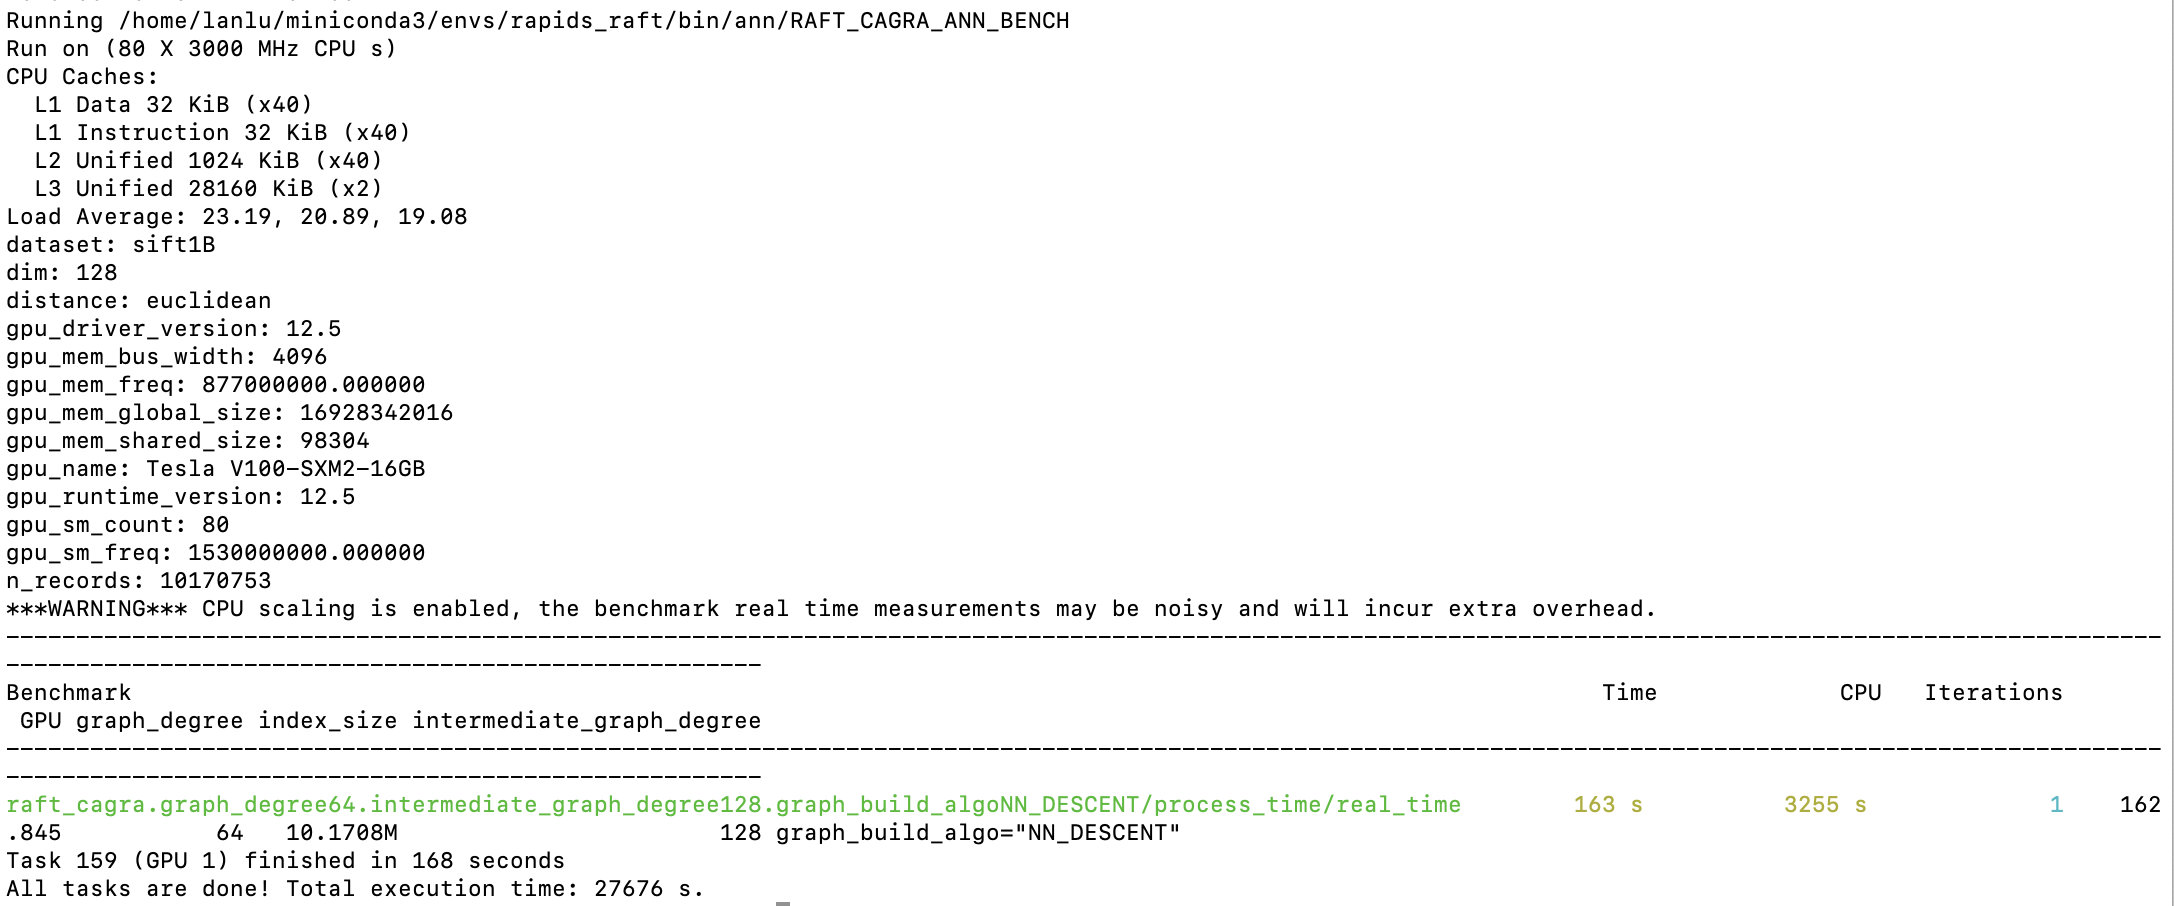 Running /home/lanlu/miniconda3/envs/rapids_raft/bin/ann/RAFT_CAGRA_ANN_BENCH
Run on (80 X 3000 MHz CPU s)
CPU Caches:
  L1 Data 32 KiB (x40)
  L1 Instruction 32 KiB (x40)
  L2 Unified 1024 KiB (x40)
  L3 Unified 28160 KiB (x2)
Load Average: 23.19, 20.89, 19.08
dataset: sift1B
dim: 128
distance: euclidean
gpu_driver_version: 12.5
gpu_mem_bus_width: 4096
gpu_mem_freq: 877000000.000000
gpu_mem_global_size: 16928342016
gpu_mem_shared_size: 98304
gpu_name: Tesla V100-SXM2-16GB
gpu_runtime_version: 12.5
gpu_sm_count: 80
gpu_sm_freq: 1530000000.000000
n_records: 10170753
***WARNING*** CPU scaling is enabled, the benchmark real time measurements may be noisy and will incur extra overhead.
----------------------------------------------------------------------------------------------------------------------------------------------------------
------------------------------------------------------
Benchmark Time CPU Iterations
 GPU graph_degree index_size intermediate_graph_degree
----------------------------------------------------------------------------------------------------------------------------------------------------------
------------------------------------------------------
raft_cagra.graph_degree64.intermediate_graph_degree128.graph_build_algoNN_DESCENT/process_time/real_time 163 s 3255 s 1 162
.845 64 10.1708M 128 graph_build_algo="NN_DESCENT"
Task 159 (GPU 1) finished in 168 seconds
All tasks are done! Total execution time: 27676 s.